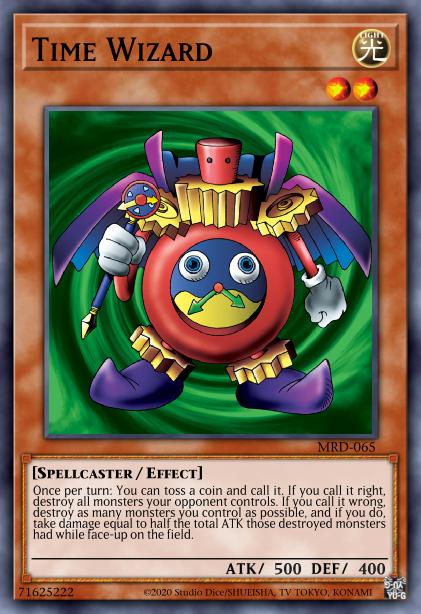 TIME WIZARD
LIGHT
光
MRD-065
[SPELLCASTER / EFFECT]
Once per turn: You can toss a coin and call it. If you call it right,
destroy all monsters your opponent controls. If you call it wrong,
destroy as many monsters you control as possible, and if you do,
take damage equal to half the total ATK those destroyed monsters
had while face-up on the field.
ATK/ 500 DEF/ 400
71625222
©2020 Studio Dice/SHUEISHA, TV TOKYO, KONAMI